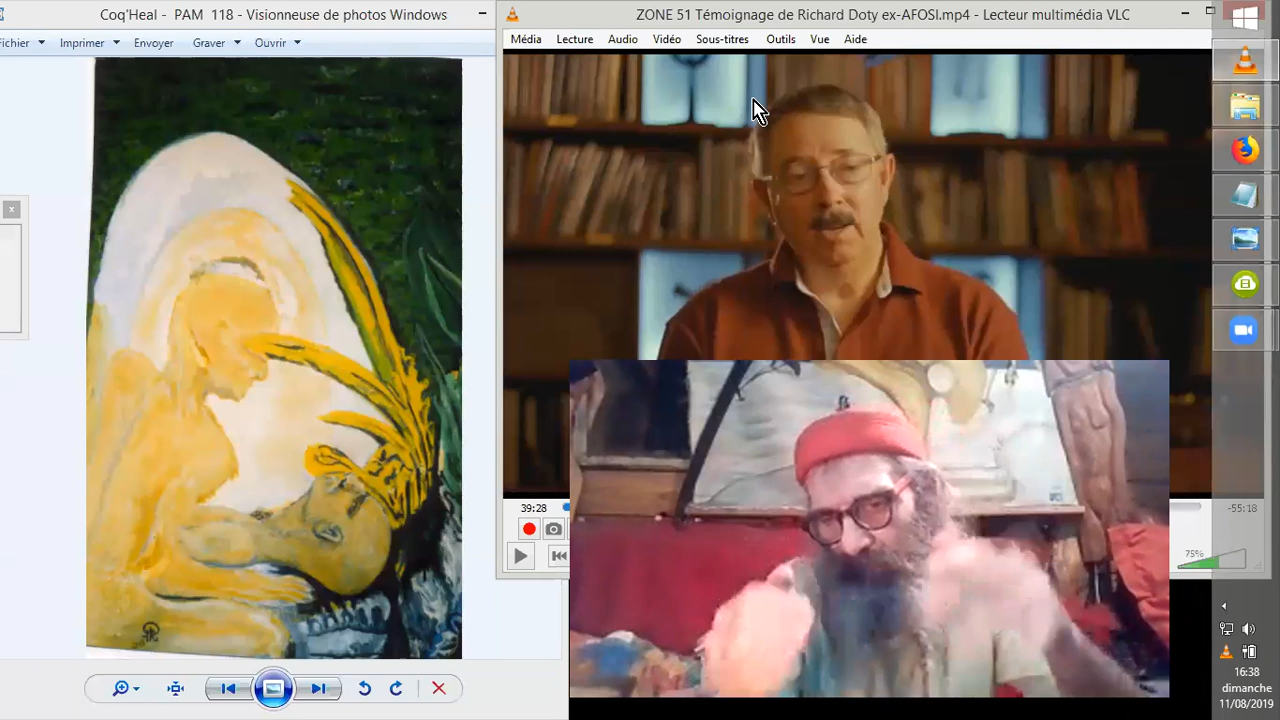 Coq'Heal - PAM 118 - Visionneuse de photos Windows
Fichier Imprimer Envoyer Graver Ouvrir
ZONE 51 Témoignage de Richard Doty ex-AFOSI.mp4 - Lecteur multimédia VLC
Média Lecture Audio Vidéo Sous-titres Outils Vue Aide
39:28
-55:18
75%
16:38
dimanche
11/08/2019